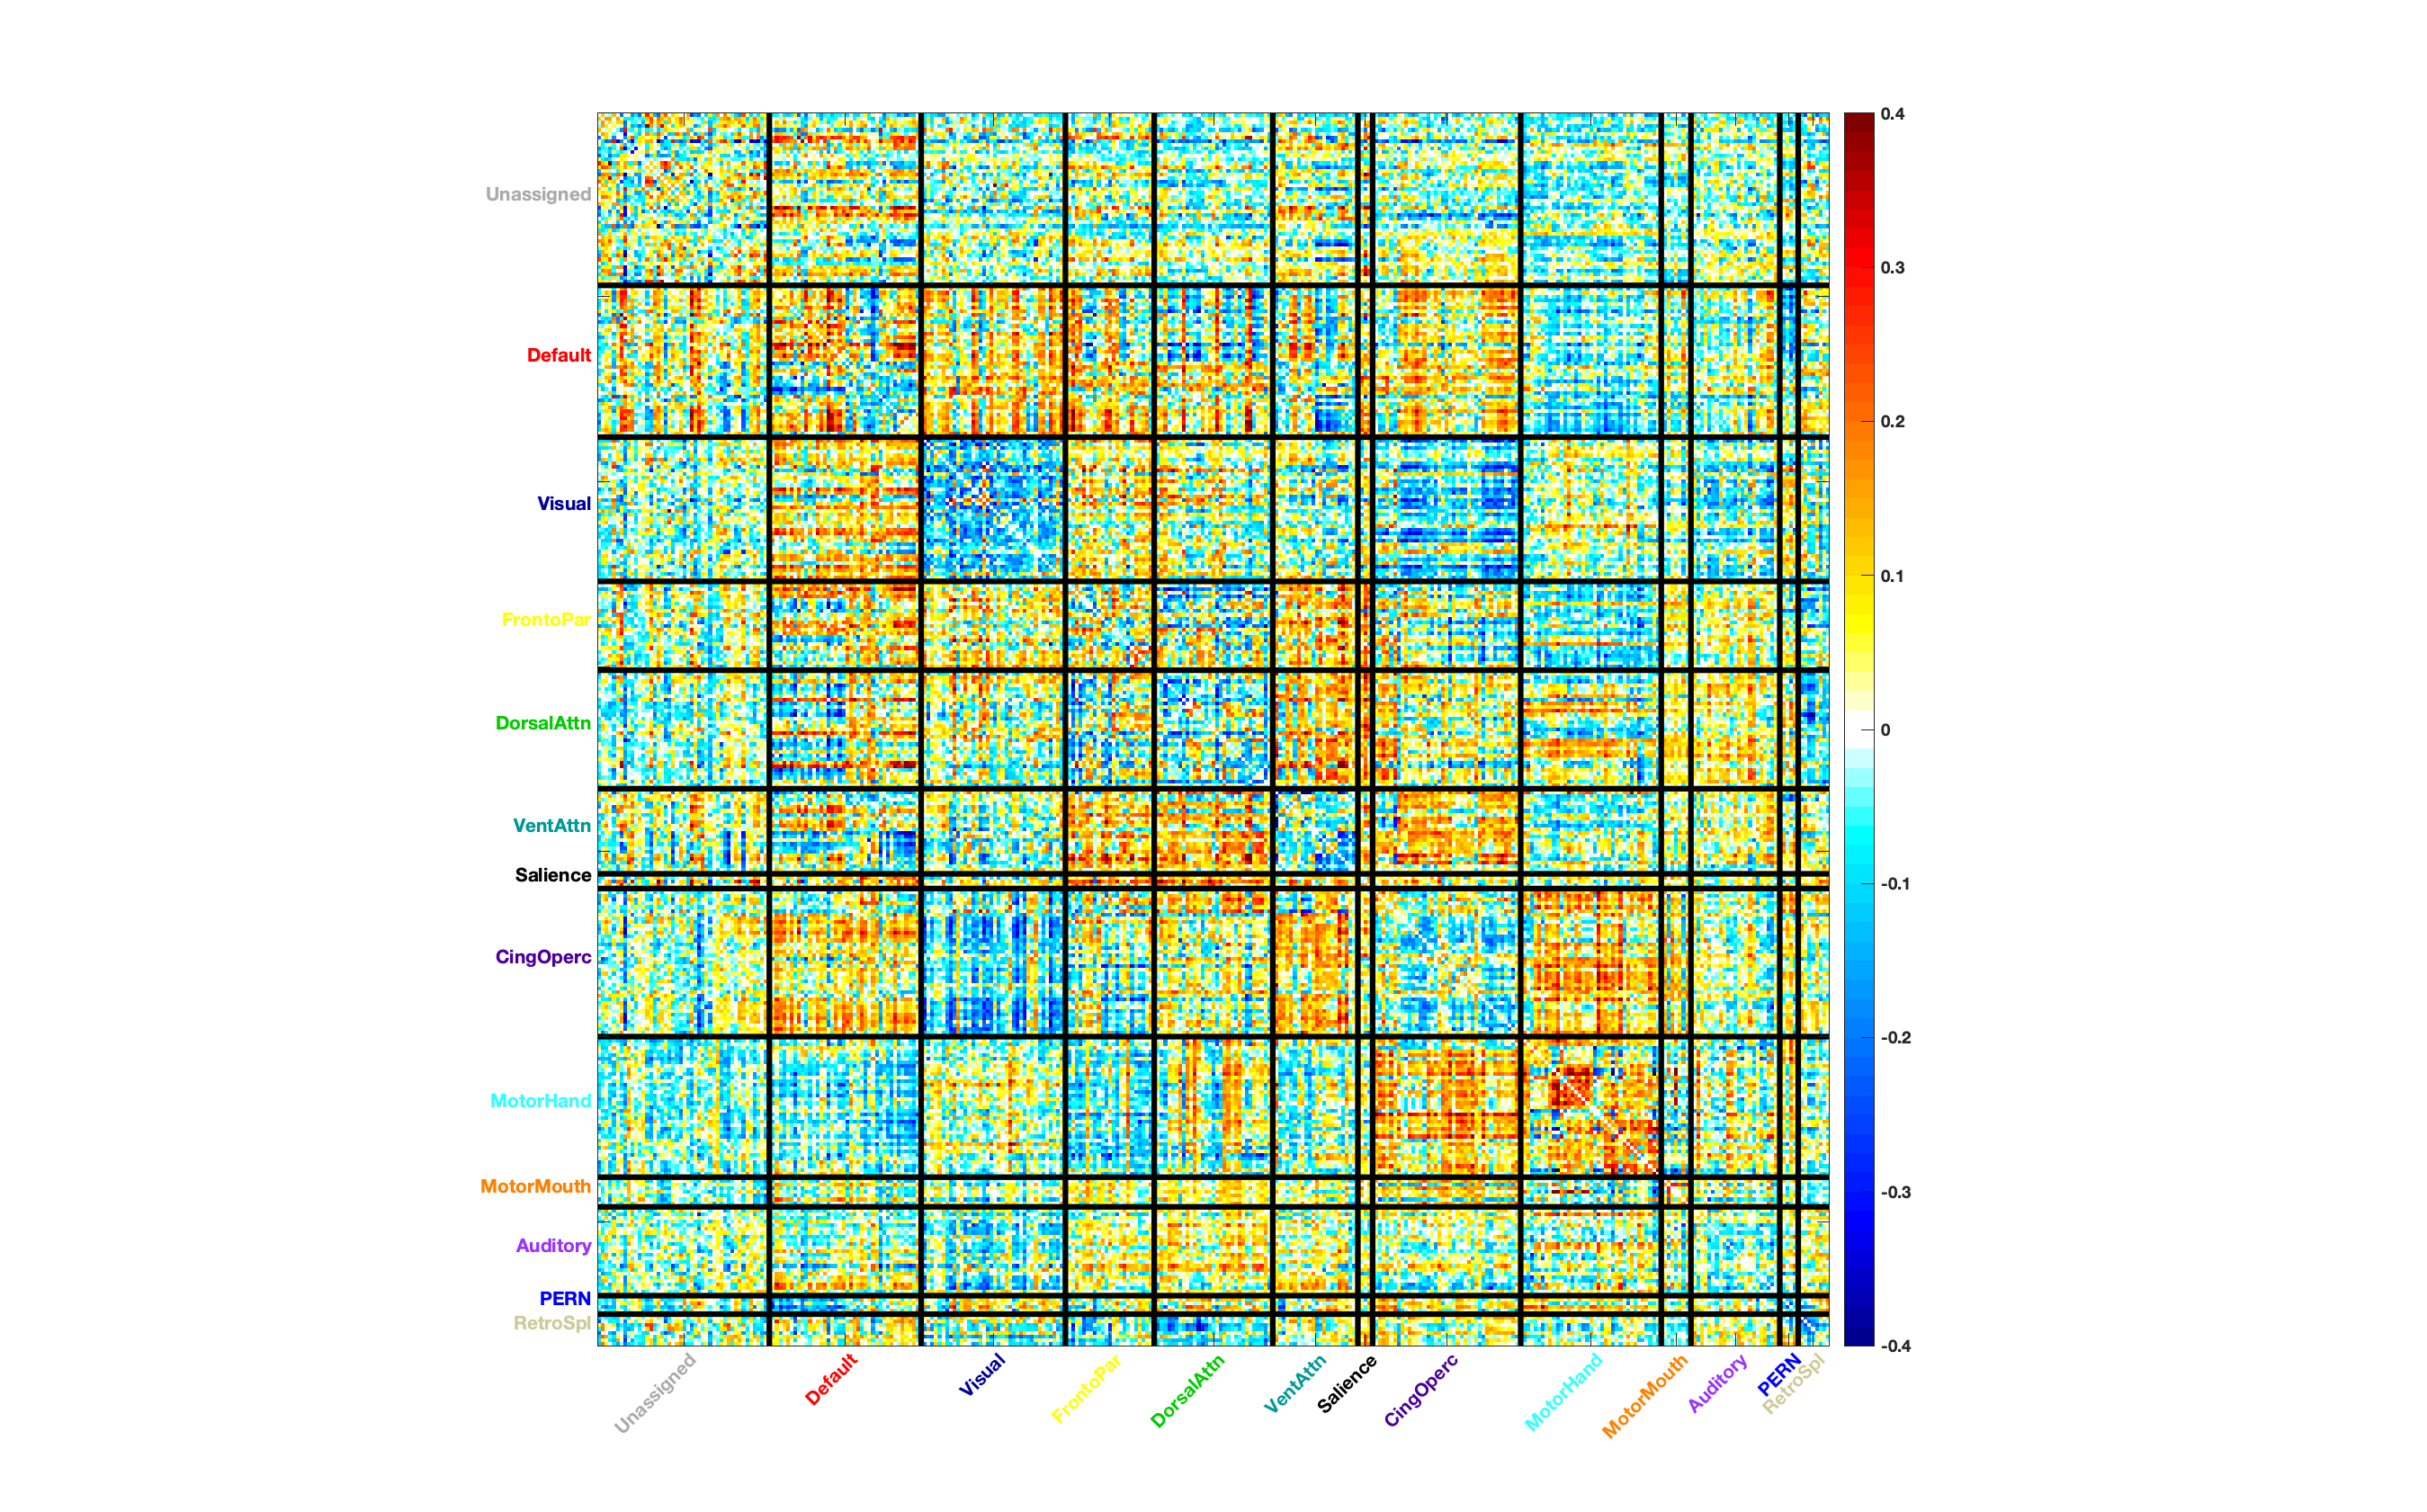 Unassigned
Default
Visual
FrontoPar
DorsalAttn
VentAttn
Salience
CingOperc
MotorHand
MotorMouth
Auditory
PERN
RetroSpl
Unassigned
Default
Visual
FrontoPar
DorsalAttn
VentAttn
Salience
CingOperc
MotorHand
MotorMouth
Auditory
PERN
RetroSpl
0.4
0.3
0.2
0.1
0
-0.1
-0.2
-0.3
-0.4